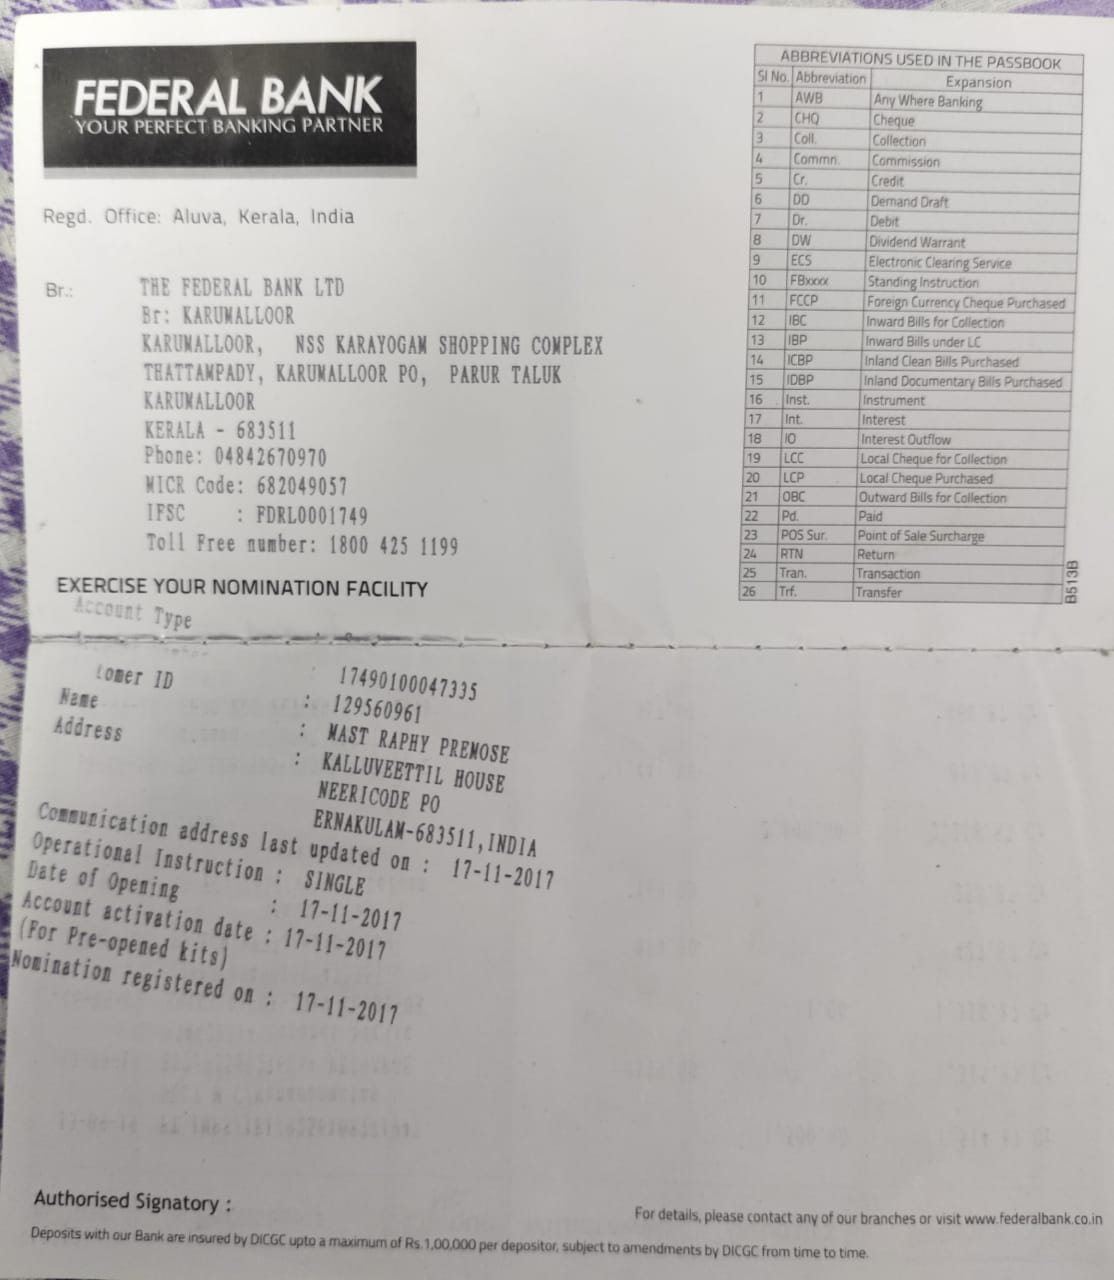 FEDERAL BANK
YOUR PERFECT BANKING PARTNER
Regd. Office: Aluva, Kerala, India
Br.: THE FEDERAL BANK LTD
Br: KARUMALLOOR
KARUMALLOOR, NSS KARAYOGAM SHOPPING COMPLEX
THATTAMPADY, KARUMALLOOR PO, PARUR TALUK
KARUMALLOOR
KERALA - 683511
Phone: 04842670970
MICR Code: 682049057
IFSC : FDRL0001749
Toll Free number: 1800 425 1199
EXERCISE YOUR NOMINATION FACILITY
ABBREVIATIONS USED IN THE PASSBOOK
Sl No. Abbreviation Expansion
1 AWB Any Where Banking
2 CHQ Cheque
3 Coll. Collection
4 Commn. Commission
5 Cr. Credit
6 DD Demand Draft
7 Dr. Debit
8 DW Dividend Warrant
9 ECS Electronic Clearing Service
10 FBxxxx Standing Instruction
11 FCCP Foreign Currency Cheque Purchased
12 IBC Inward Bills for Collection
13 IBP Inward Bills under LC
14 ICBP Inland Clean Bills Purchased
15 IDBP Inland Documentary Bills Purchased
16 Inst. Instrument
17 Int. Interest
18 IO Interest Outflow
19 LCC Local Cheque for Collection
20 LCP Local Cheque Purchased
21 OBC Outward Bills for Collection
22 Pd. Paid
23 POS Sur. Point of Sale Surcharge
24 RTN Return
25 Tran. Transaction
26 Trf. Transfer
B513B
Account Type
: 17490100047335
tomer ID : 129560961
Name : MAST RAPHY PREMOSE
Address : KALLUVEETTIL HOUSE
NEERICODE PO
ERNAKULAM-683511,INDIA
Communication address last updated on : 17-11-2017
Operational Instruction : SINGLE
Date of Opening : 17-11-2017
Account activation date : 17-11-2017
(For Pre-opened kits)
Nomination registered on : 17-11-2017
Authorised Signatory :
For details, please contact any of our branches or visit www.federalbank.co.in
Deposits with our Bank are insured by DICGC upto a maximum of Rs.1,00,000 per depositor, subject to amendments by DICGC from time to time.